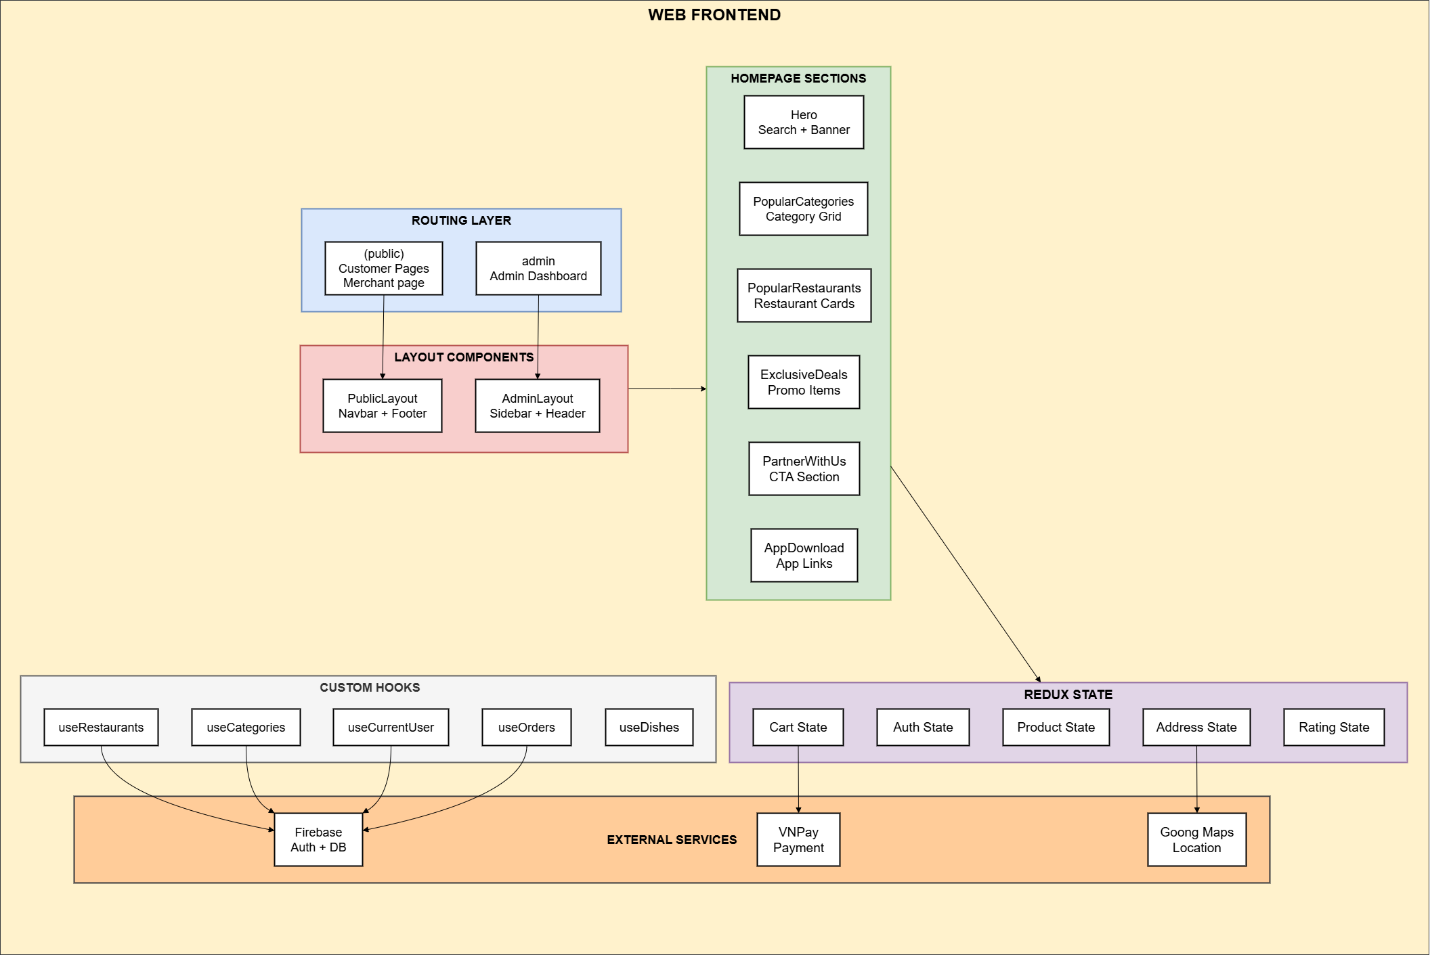 WEB FRONTEND
HOMEPAGE SECTIONS
Hero
Search + Banner
PopularCategories
Category Grid
PopularRestaurants
Restaurant Cards
ExclusiveDeals
Promo Items
PartnerWithUs
CTA Section
AppDownload
App Links
ROUTING LAYER
(public)
Customer Pages
Merchant page
admin
Admin Dashboard
LAYOUT COMPONENTS
PublicLayout
Navbar + Footer
AdminLayout
Sidebar + Header
CUSTOM HOOKS
useRestaurants
useCategories
useCurrentUser
useOrders
useDishes
REDUX STATE
Cart State
Auth State
Product State
Address State
Rating State
EXTERNAL SERVICES
Firebase
Auth + DB
VNPay
Payment
Goong Maps
Location